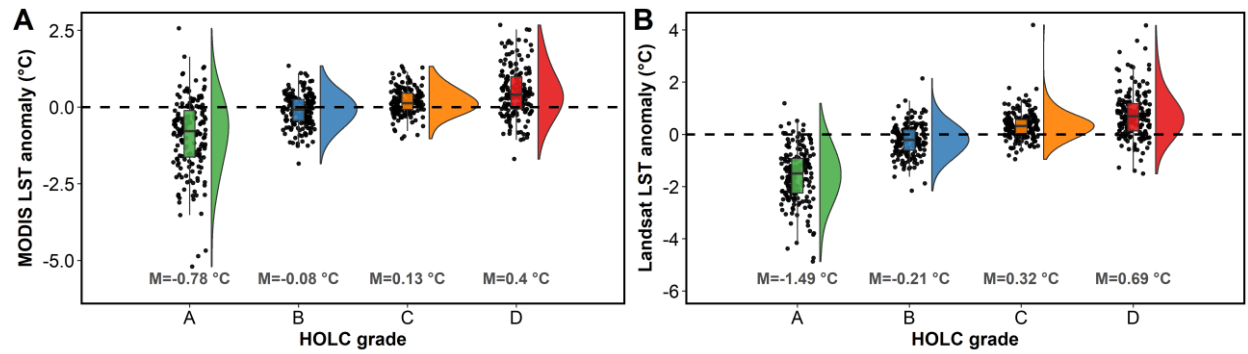 A
MODIS LST anomaly (°C)
2.5
0.0
-2.5
-5.0
M=-0.78 °C
M=-0.08 °C
M=0.13 °C
M=0.4 °C
A
B
C
D
HOLC grade
B
Landsat LST anomaly (°C)
4
2
0
-2
-4
-6
M=-1.49 °C
M=-0.21 °C
M=0.32 °C
M=0.69 °C
A
B
C
D
HOLC grade